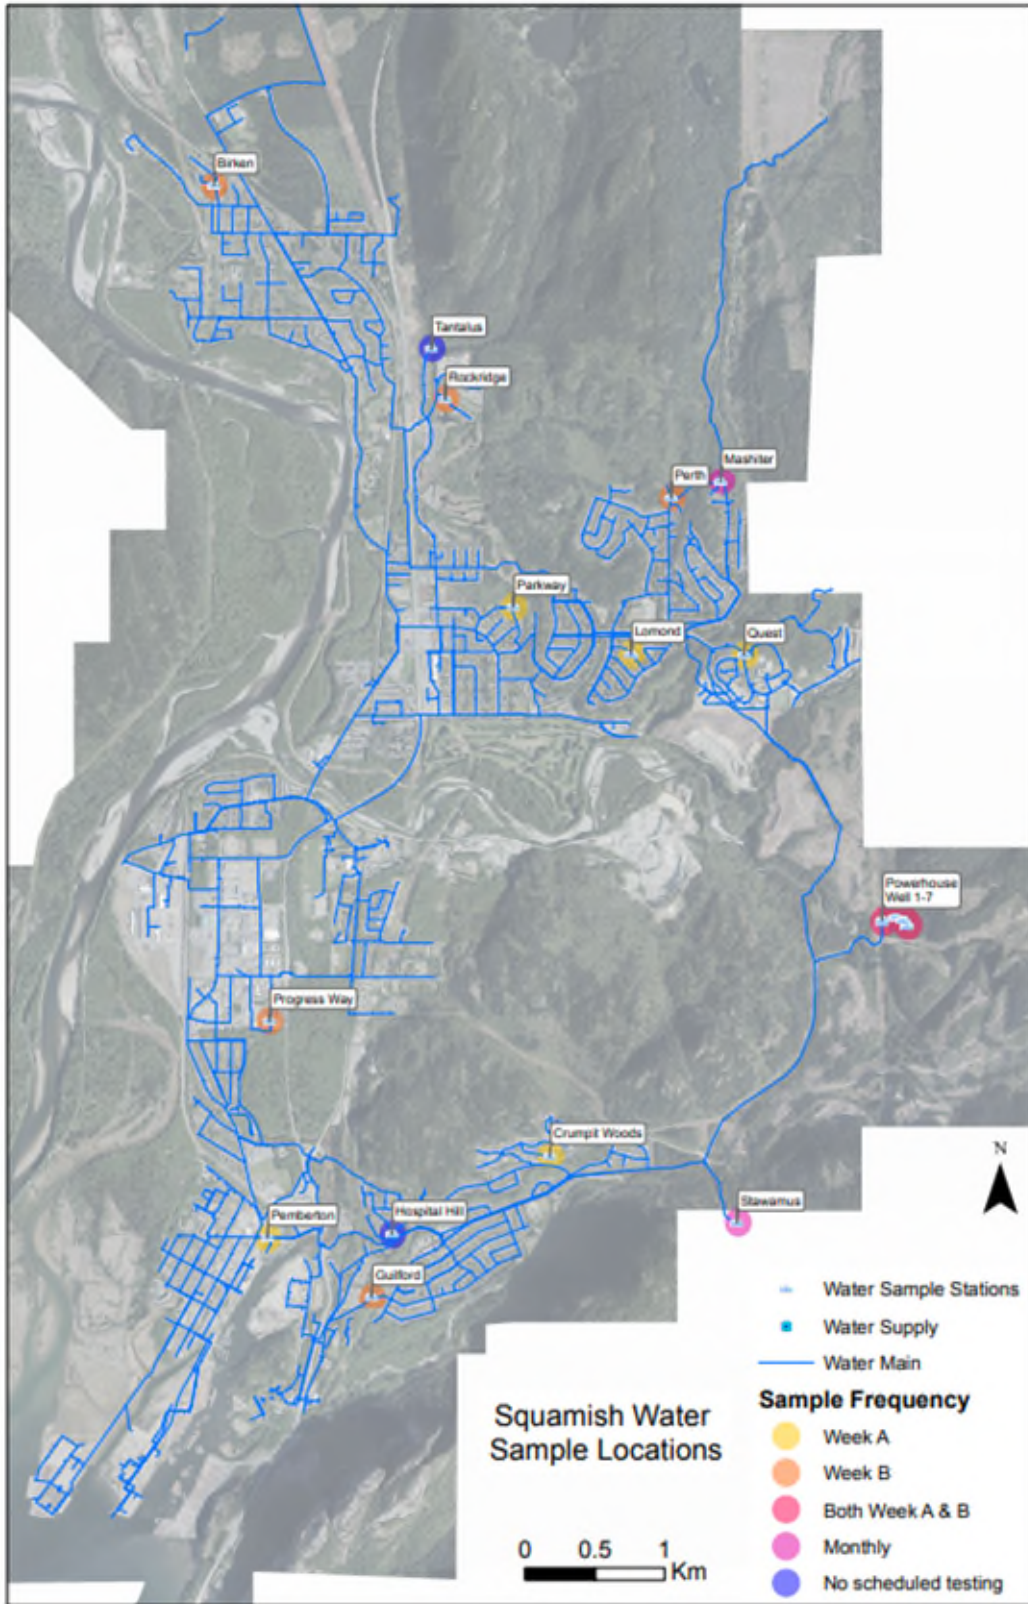 Birken
Tantalus
Rockridge
Mashiter
Perth
Parkway
Lomond
Quest
Powerhouse
Well 1-7
Progress Way
Crumpit Woods
Stawamus
Pemberton
Hospital Hill
Guilford
N
Water Sample Stations
Water Supply
Water Main
Sample Frequency
Week A
Week B
Both Week A & B
Monthly
No scheduled testing
Squamish Water
Sample Locations
0 0.5 1
Km